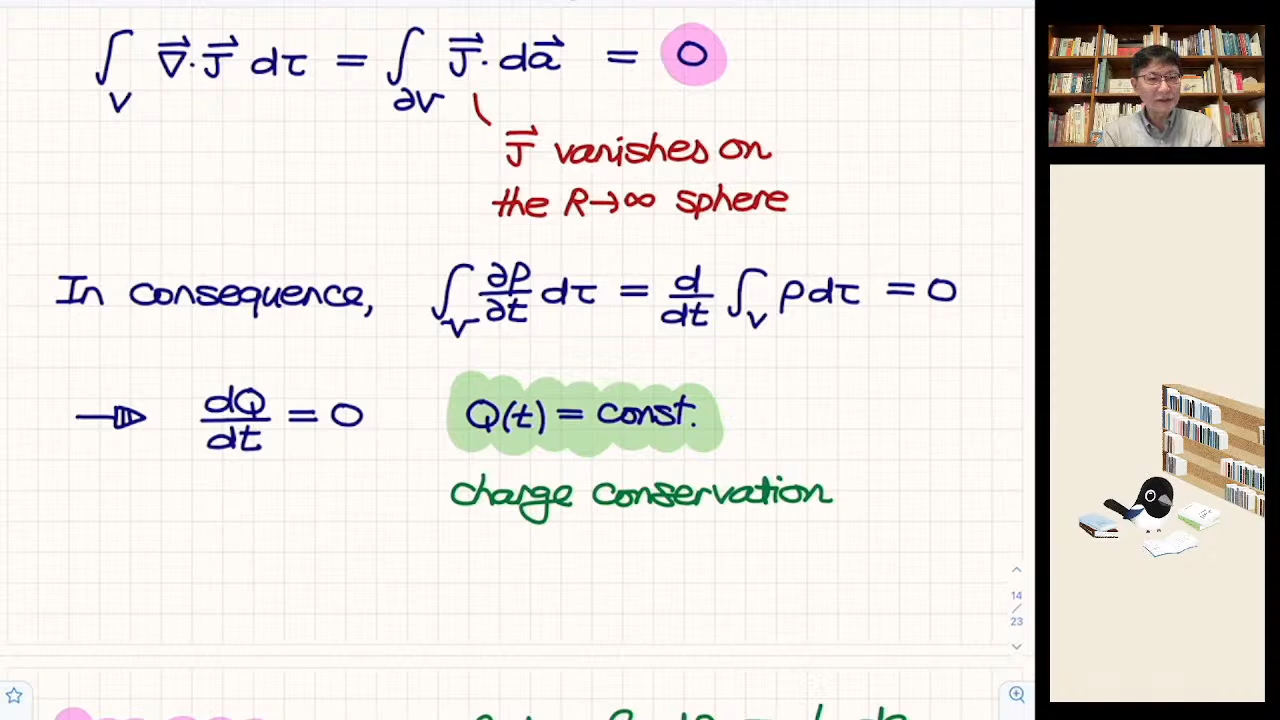 ∫_V ∇⃗·J⃗ dτ = ∫_∂V J⃗·da⃗ = 0
J⃗ vanishes on
the R→∞ sphere
In consequence, ∫_V ∂ρ/∂t dτ = d/dt ∫_V ρdτ = 0
⇒ dQ/dt = 0 Q(t) = const.
charge conservation
14
/
23